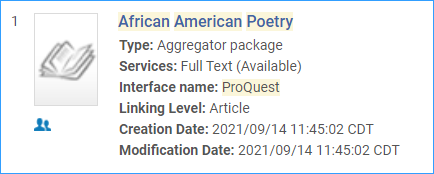 1
African American Poetry
Type: Aggregator package
Services: Full Text (Available)
Interface name: ProQuest
Linking Level: Article
Creation Date: 2021/09/14 11:45:02 CDT
Modification Date: 2021/09/14 11:45:02 CDT